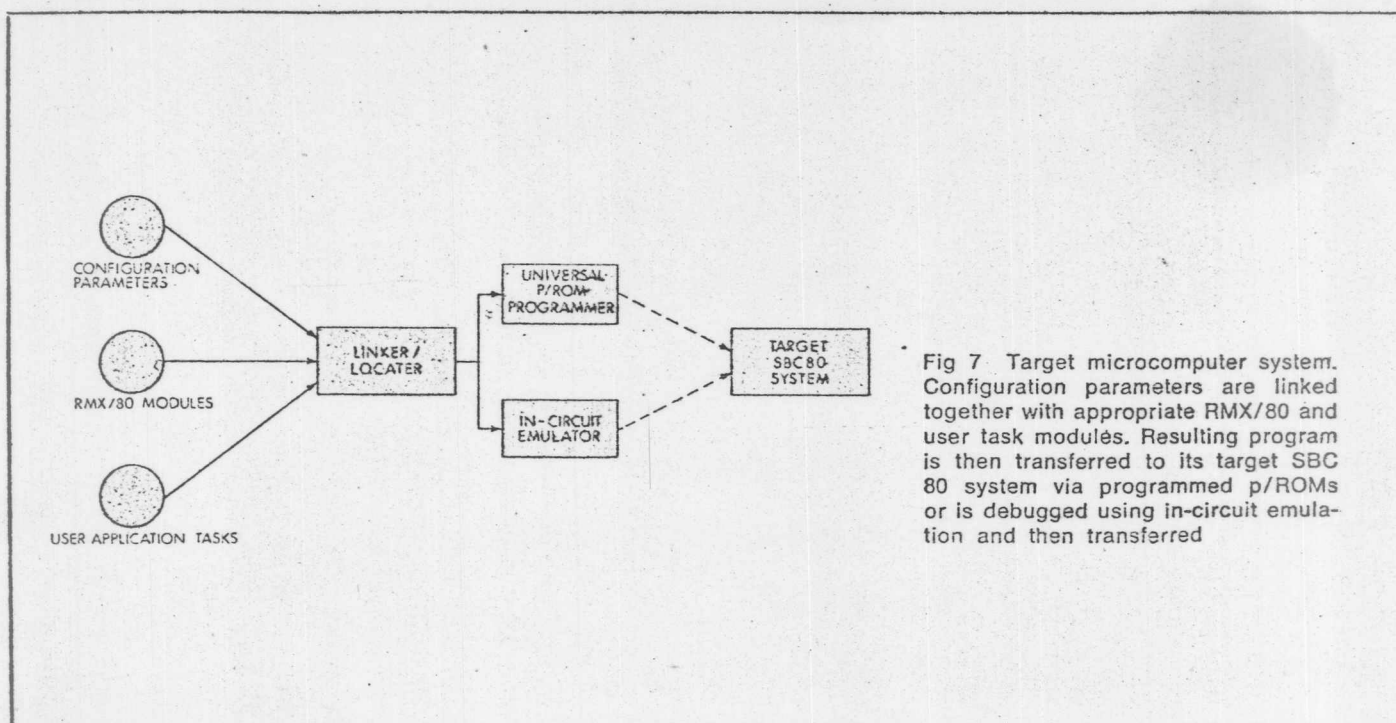 CONFIGURATION
PARAMETERS
RMX/80 MODULES
USER APPLICATION TASKS
LINKER/
LOCATER
UNIVERSAL
P/ROM
PROGRAMMER
IN-CIRCUIT
EMULATOR
TARGET
SBC80
SYSTEM
Fig 7 Target microcomputer system.
Configuration parameters are linked
together with appropriate RMX/80 and
user task modules. Resulting program
is then transferred to its target SBC
80 system via programmed p/ROMs
or is debugged using in-circuit emula-
tion and then transferred